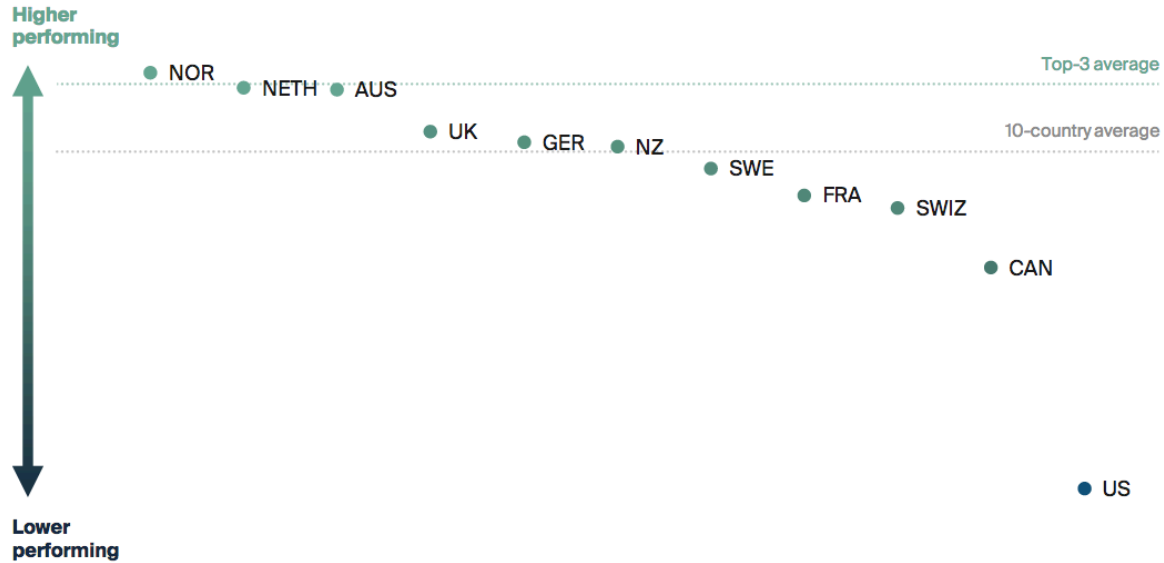 Higher
performing
NOR
NETH
AUS
Top-3 average
UK
GER
NZ
10-country average
SWE
FRA
SWIZ
CAN
US
Lower
performing